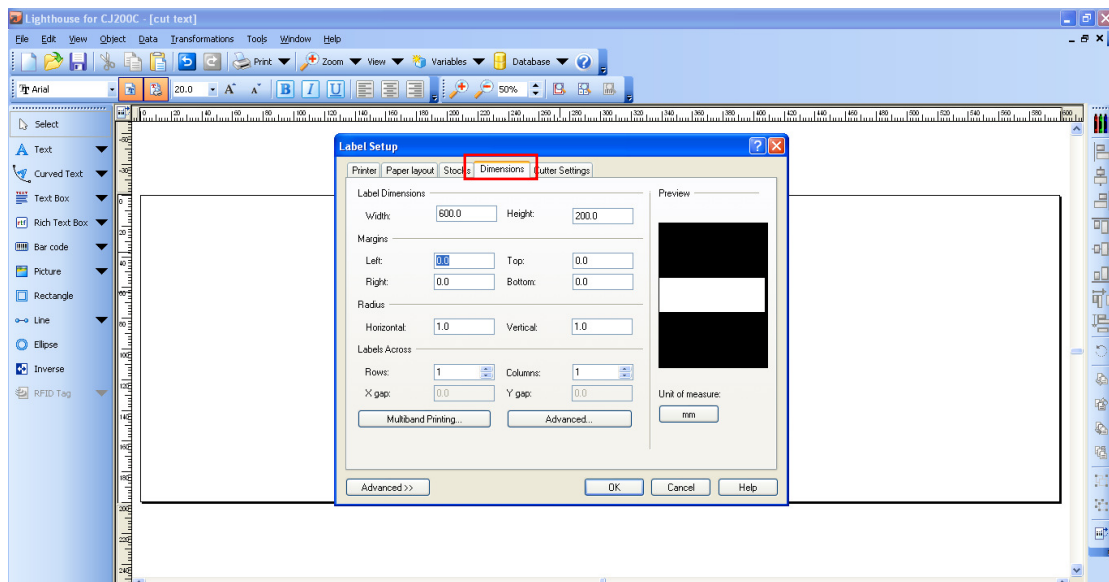 Lighthouse for CJ200C - [cut text]
File Edit View Object Data Transformations Tools Window Help
Print Zoom View Variables Database
Arial 20.0 A A B I U 50%
Select
Text
Curved Text
Text Box
Rich Text Box
Bar code
Picture
Rectangle
Line
Ellipse
Inverse
RFID Tag
Label Setup
Printer Paper layout Stocks Dimensions Cutter Settings
Label Dimensions
Width: 600.0 Height: 200.0
Margins
Left: 0.0 Top: 0.0
Right: 0.0 Bottom: 0.0
Radius
Horizontal: 1.0 Vertical: 1.0
Labels Across
Rows: 1 Columns: 1
X gap: 0.0 Y gap: 0.0
Multiband Printing... Advanced...
Preview
Unit of measure:
mm
Advanced >> OK Cancel Help